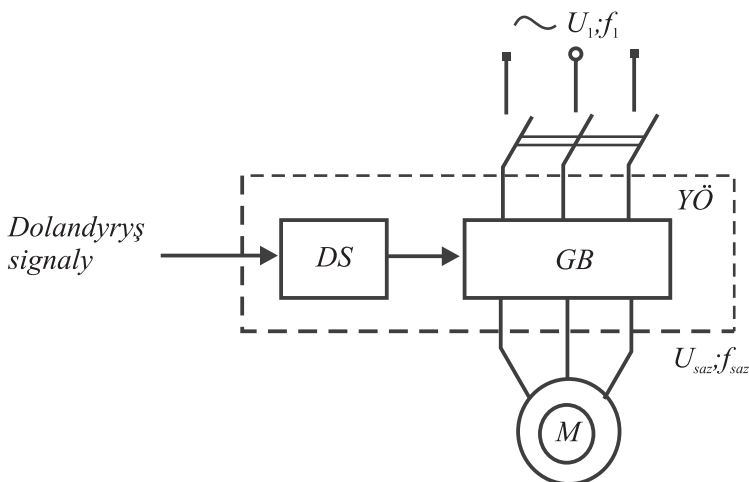 ~ U₁;f₁
YÖ
Dolandyryş
signaly
DS
GB
Uₛₐz;fₛₐz
M